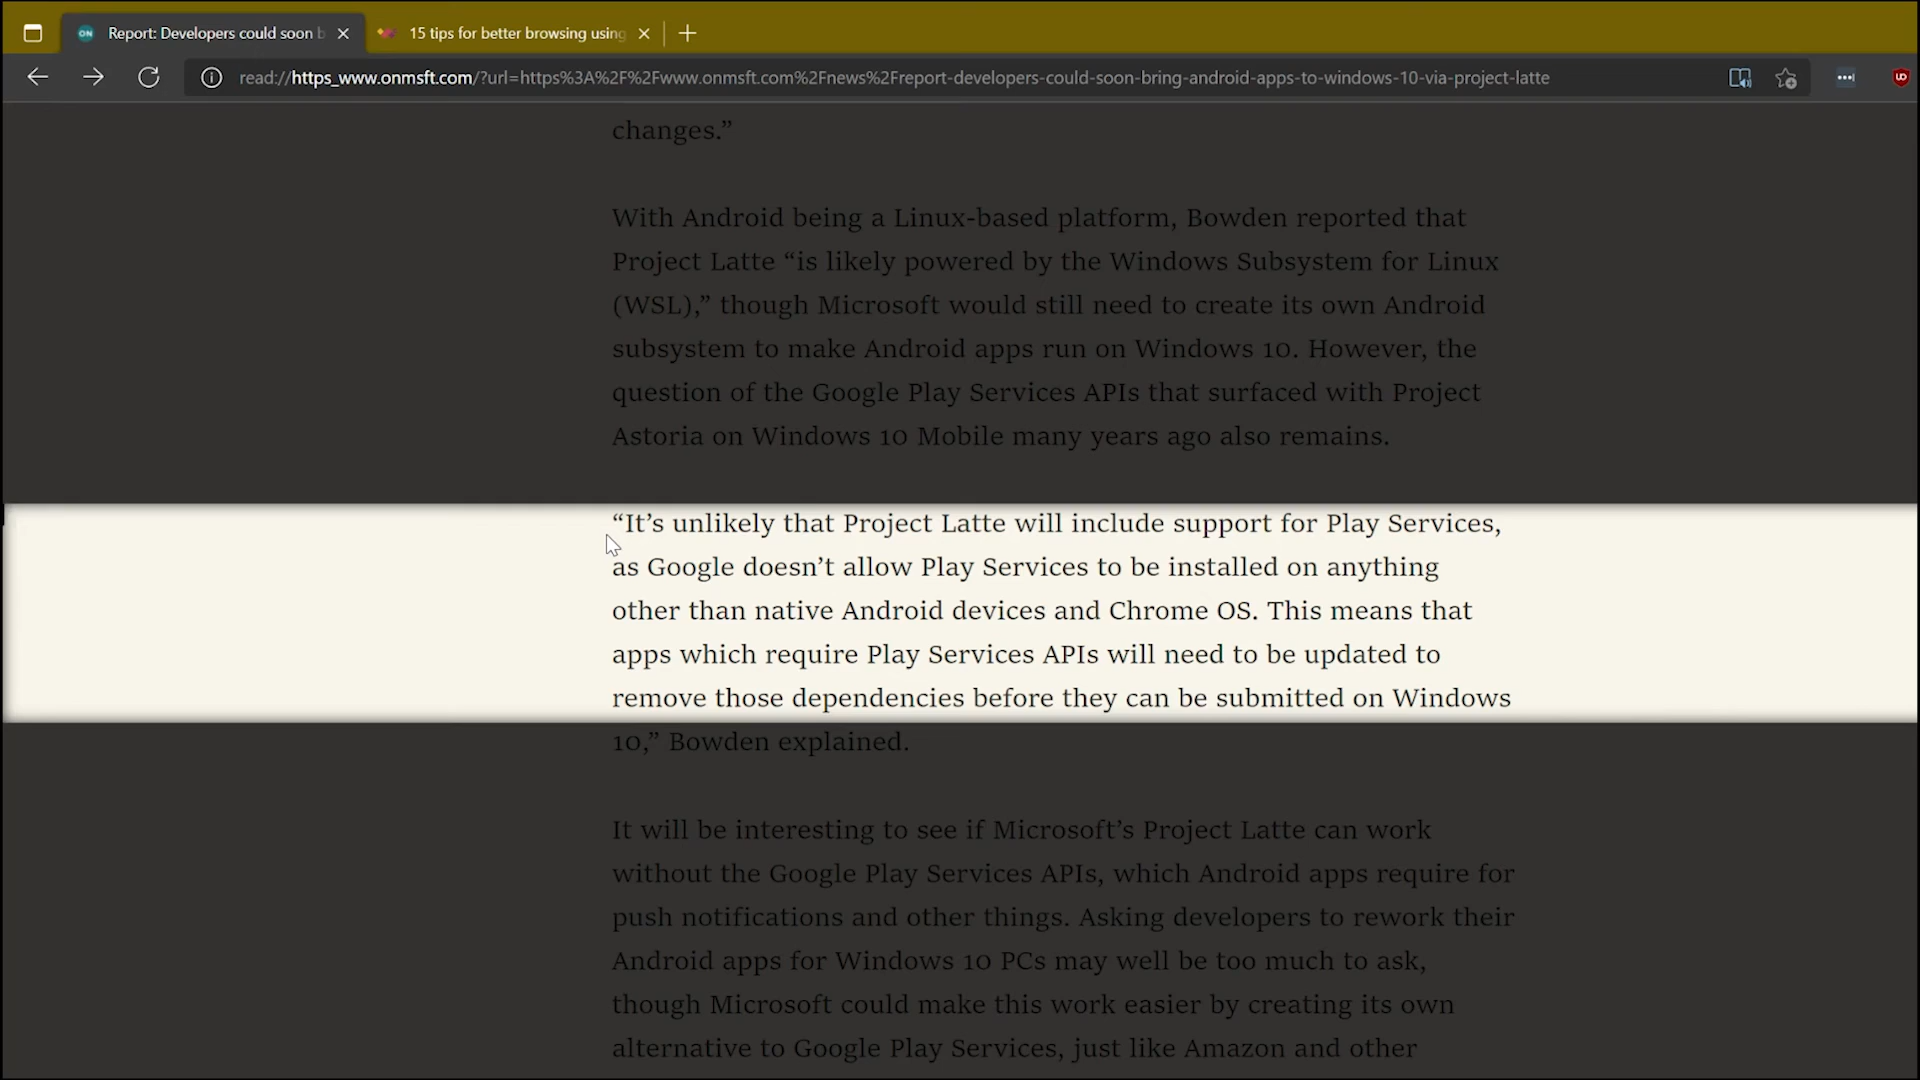 Report: Developers could soon b
15 tips for better browsing using
read://https_www.onmsft.com/?url=https%3A%2F%2Fwww.onmsft.com%2Fnews%2Freport-developers-could-soon-bring-android-apps-to-windows-10-via-project-latte
changes.”
With Android being a Linux-based platform, Bowden reported that
Project Latte “is likely powered by the Windows Subsystem for Linux
(WSL),” though Microsoft would still need to create its own Android
subsystem to make Android apps run on Windows 10. However, the
question of the Google Play Services APIs that surfaced with Project
Astoria on Windows 10 Mobile many years ago also remains.
“It’s unlikely that Project Latte will include support for Play Services,
as Google doesn’t allow Play Services to be installed on anything
other than native Android devices and Chrome OS. This means that
apps which require Play Services APIs will need to be updated to
remove those dependencies before they can be submitted on Windows
10,” Bowden explained.
It will be interesting to see if Microsoft’s Project Latte can work
without the Google Play Services APIs, which Android apps require for
push notifications and other things. Asking developers to rework their
Android apps for Windows 10 PCs may well be too much to ask,
though Microsoft could make this work easier by creating its own
alternative to Google Play Services, just like Amazon and other